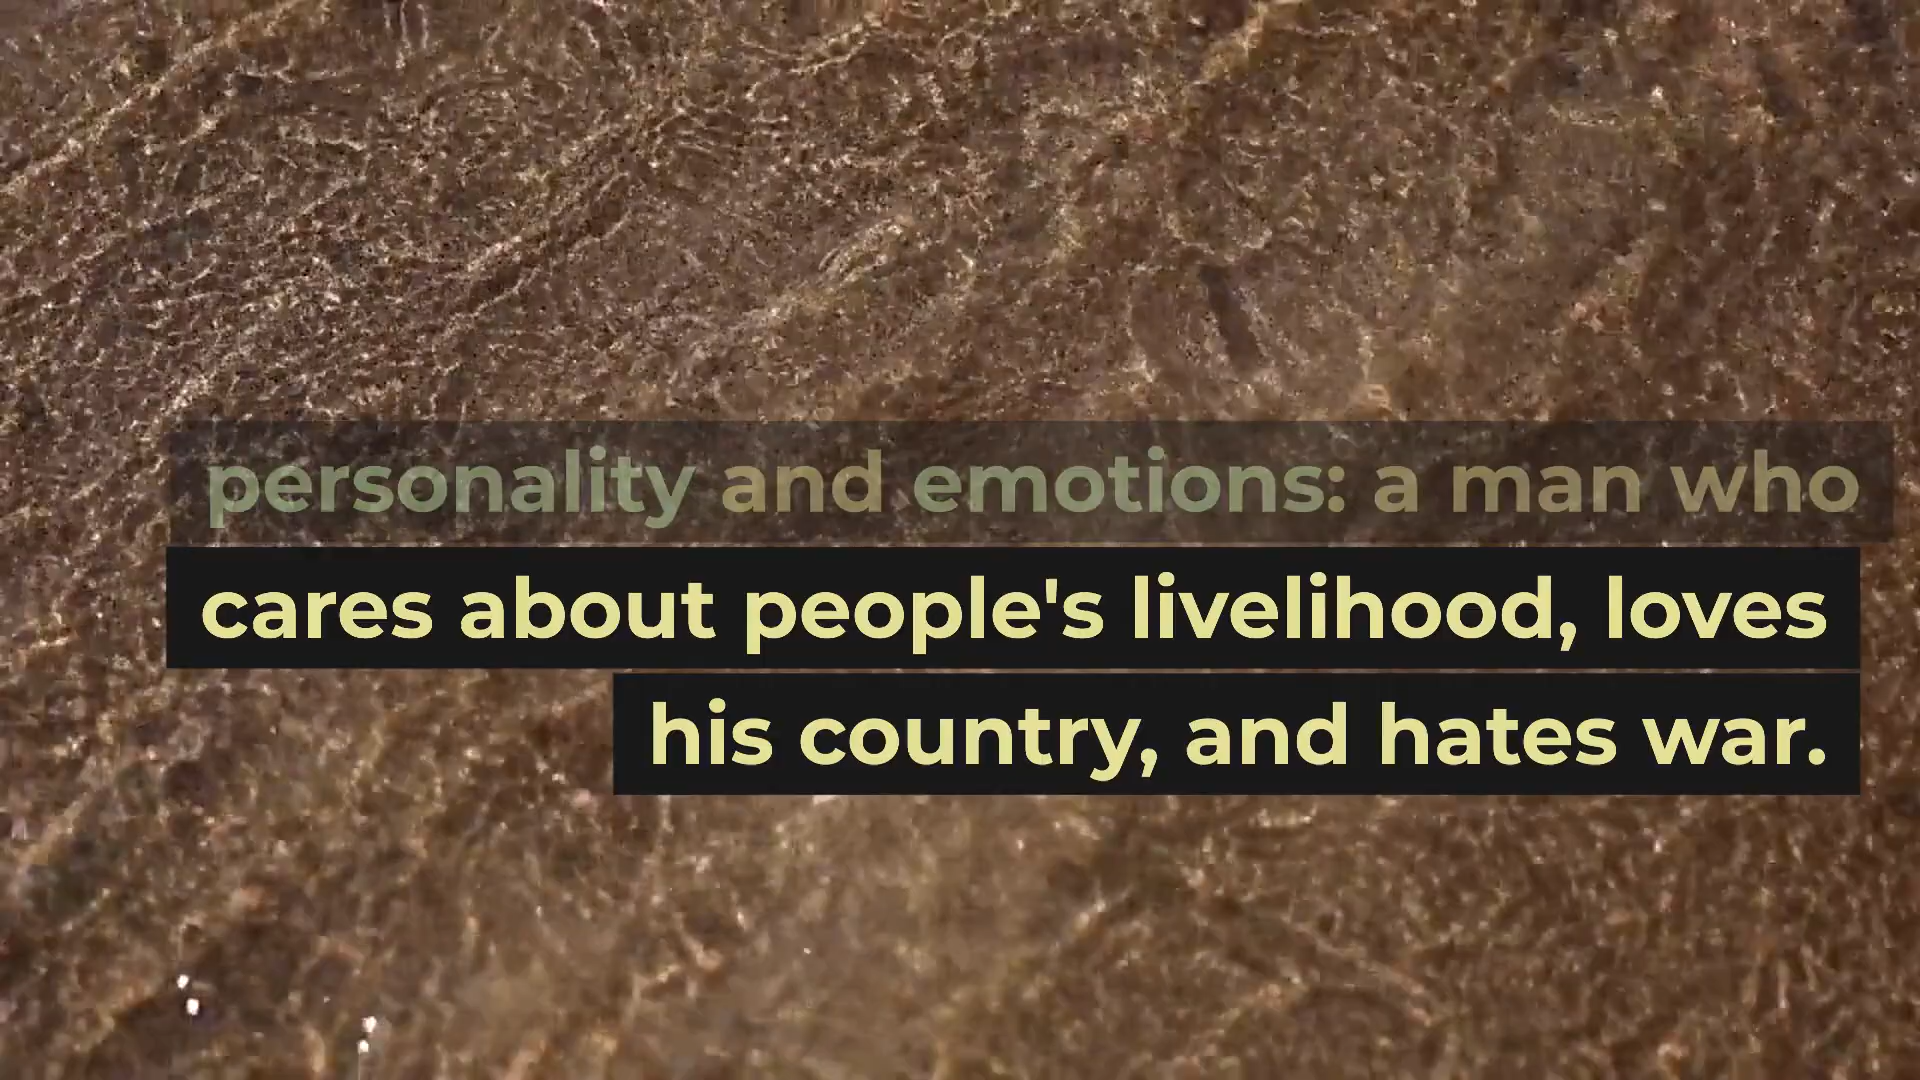 personality and emotions: a man who
cares about people's livelihood, loves
his country, and hates war.